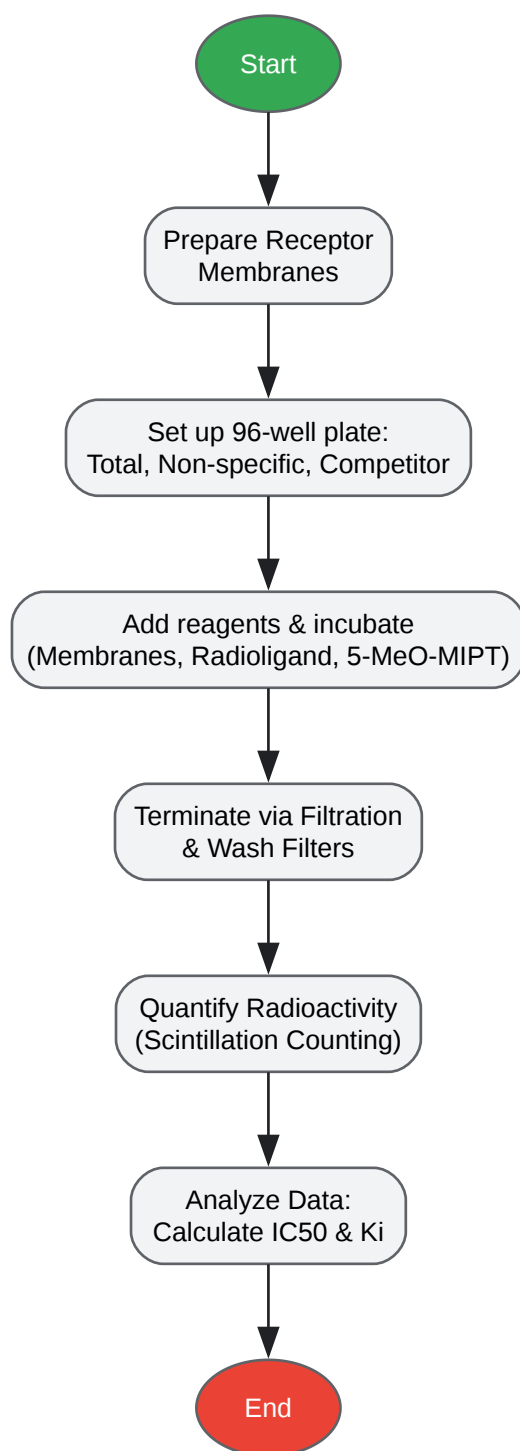 Start
Prepare Receptor
Membranes
Set up 96-well plate:
Total, Non-specific, Competitor
Add reagents & incubate
(Membranes, Radioligand, 5-MeO-MIPT)
Terminate via Filtration
& Wash Filters
Quantify Radioactivity
(Scintillation Counting)
Analyze Data:
Calculate IC50 & Ki
End